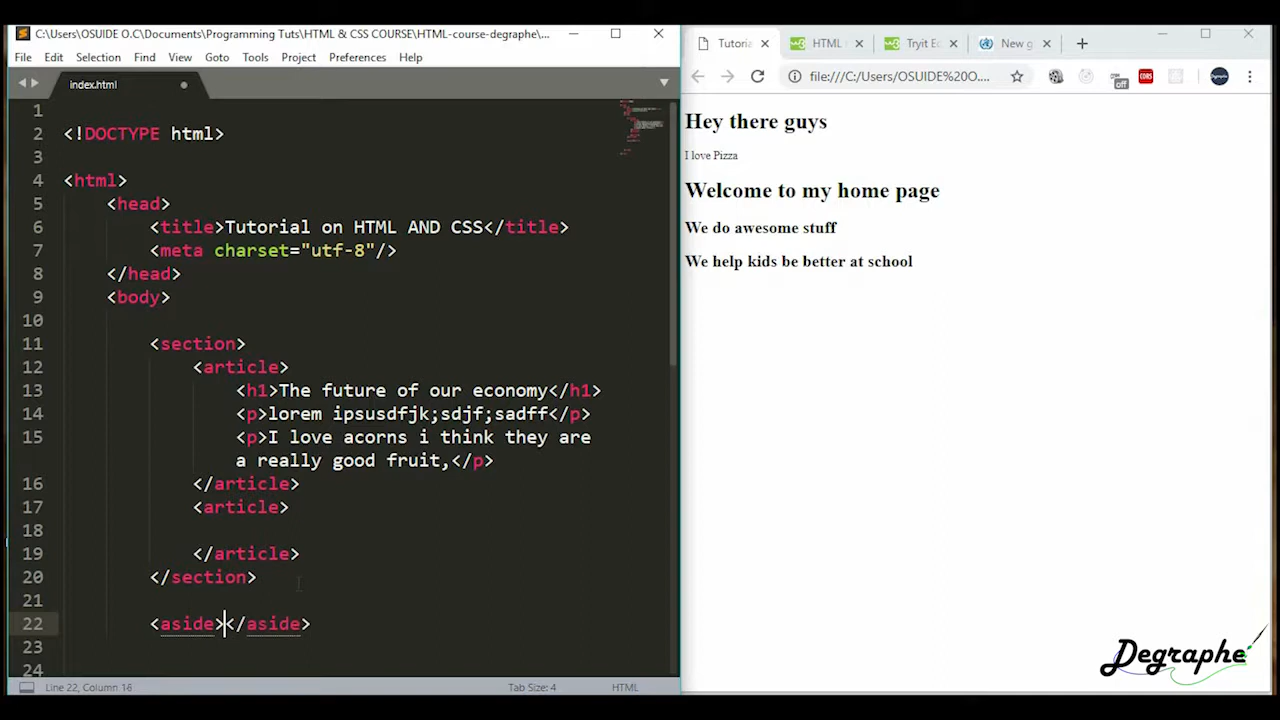 C:\Users\OSUIDE O.C\Documents\Programming Tuts\HTML & CSS COURSE\HTML-course-degraphe\...
File Edit Selection Find View Goto Tools Project Preferences Help
index.html
1
2 <!DOCTYPE html>
3
4 <html>
5 <head>
6 <title>Tutorial on HTML AND CSS</title>
7 <meta charset="utf-8"/>
8 </head>
9 <body>
10
11 <section>
12 <article>
13 <h1>The future of our economy</h1>
14 <p>lorem ipsusdfjk;sdjf;sadff</p>
15 <p>I love acorns i think they are
a really good fruit,</p>
16 </article>
17 <article>
18
19 </article>
20 </section>
21
22 <aside></aside>
23
24
Line 22, Column 16 Tab Size: 4 HTML
Tutoria HTML Tryit Ec New g
file:///C:/Users/OSUIDE%20O.... off CORS
Hey there guys
I love Pizza
Welcome to my home page
We do awesome stuff
We help kids be better at school
Degraphe